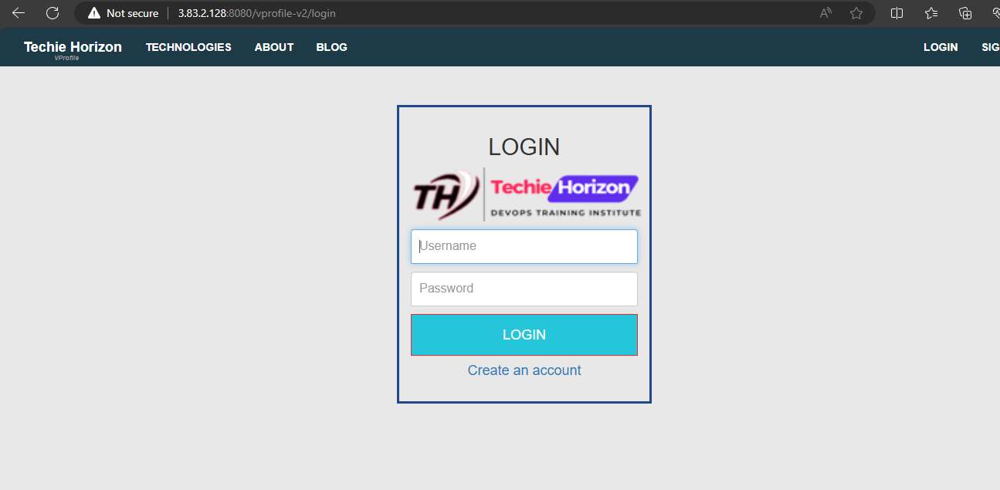 Not secure 3.83.2.128:8080/vprofile-v2/login
Techie Horizon TECHNOLOGIES ABOUT BLOG LOGIN SIG
VProfile
LOGIN
TH Techie Horizon
DEVOPS TRAINING INSTITUTE
Username
Password
LOGIN
Create an account